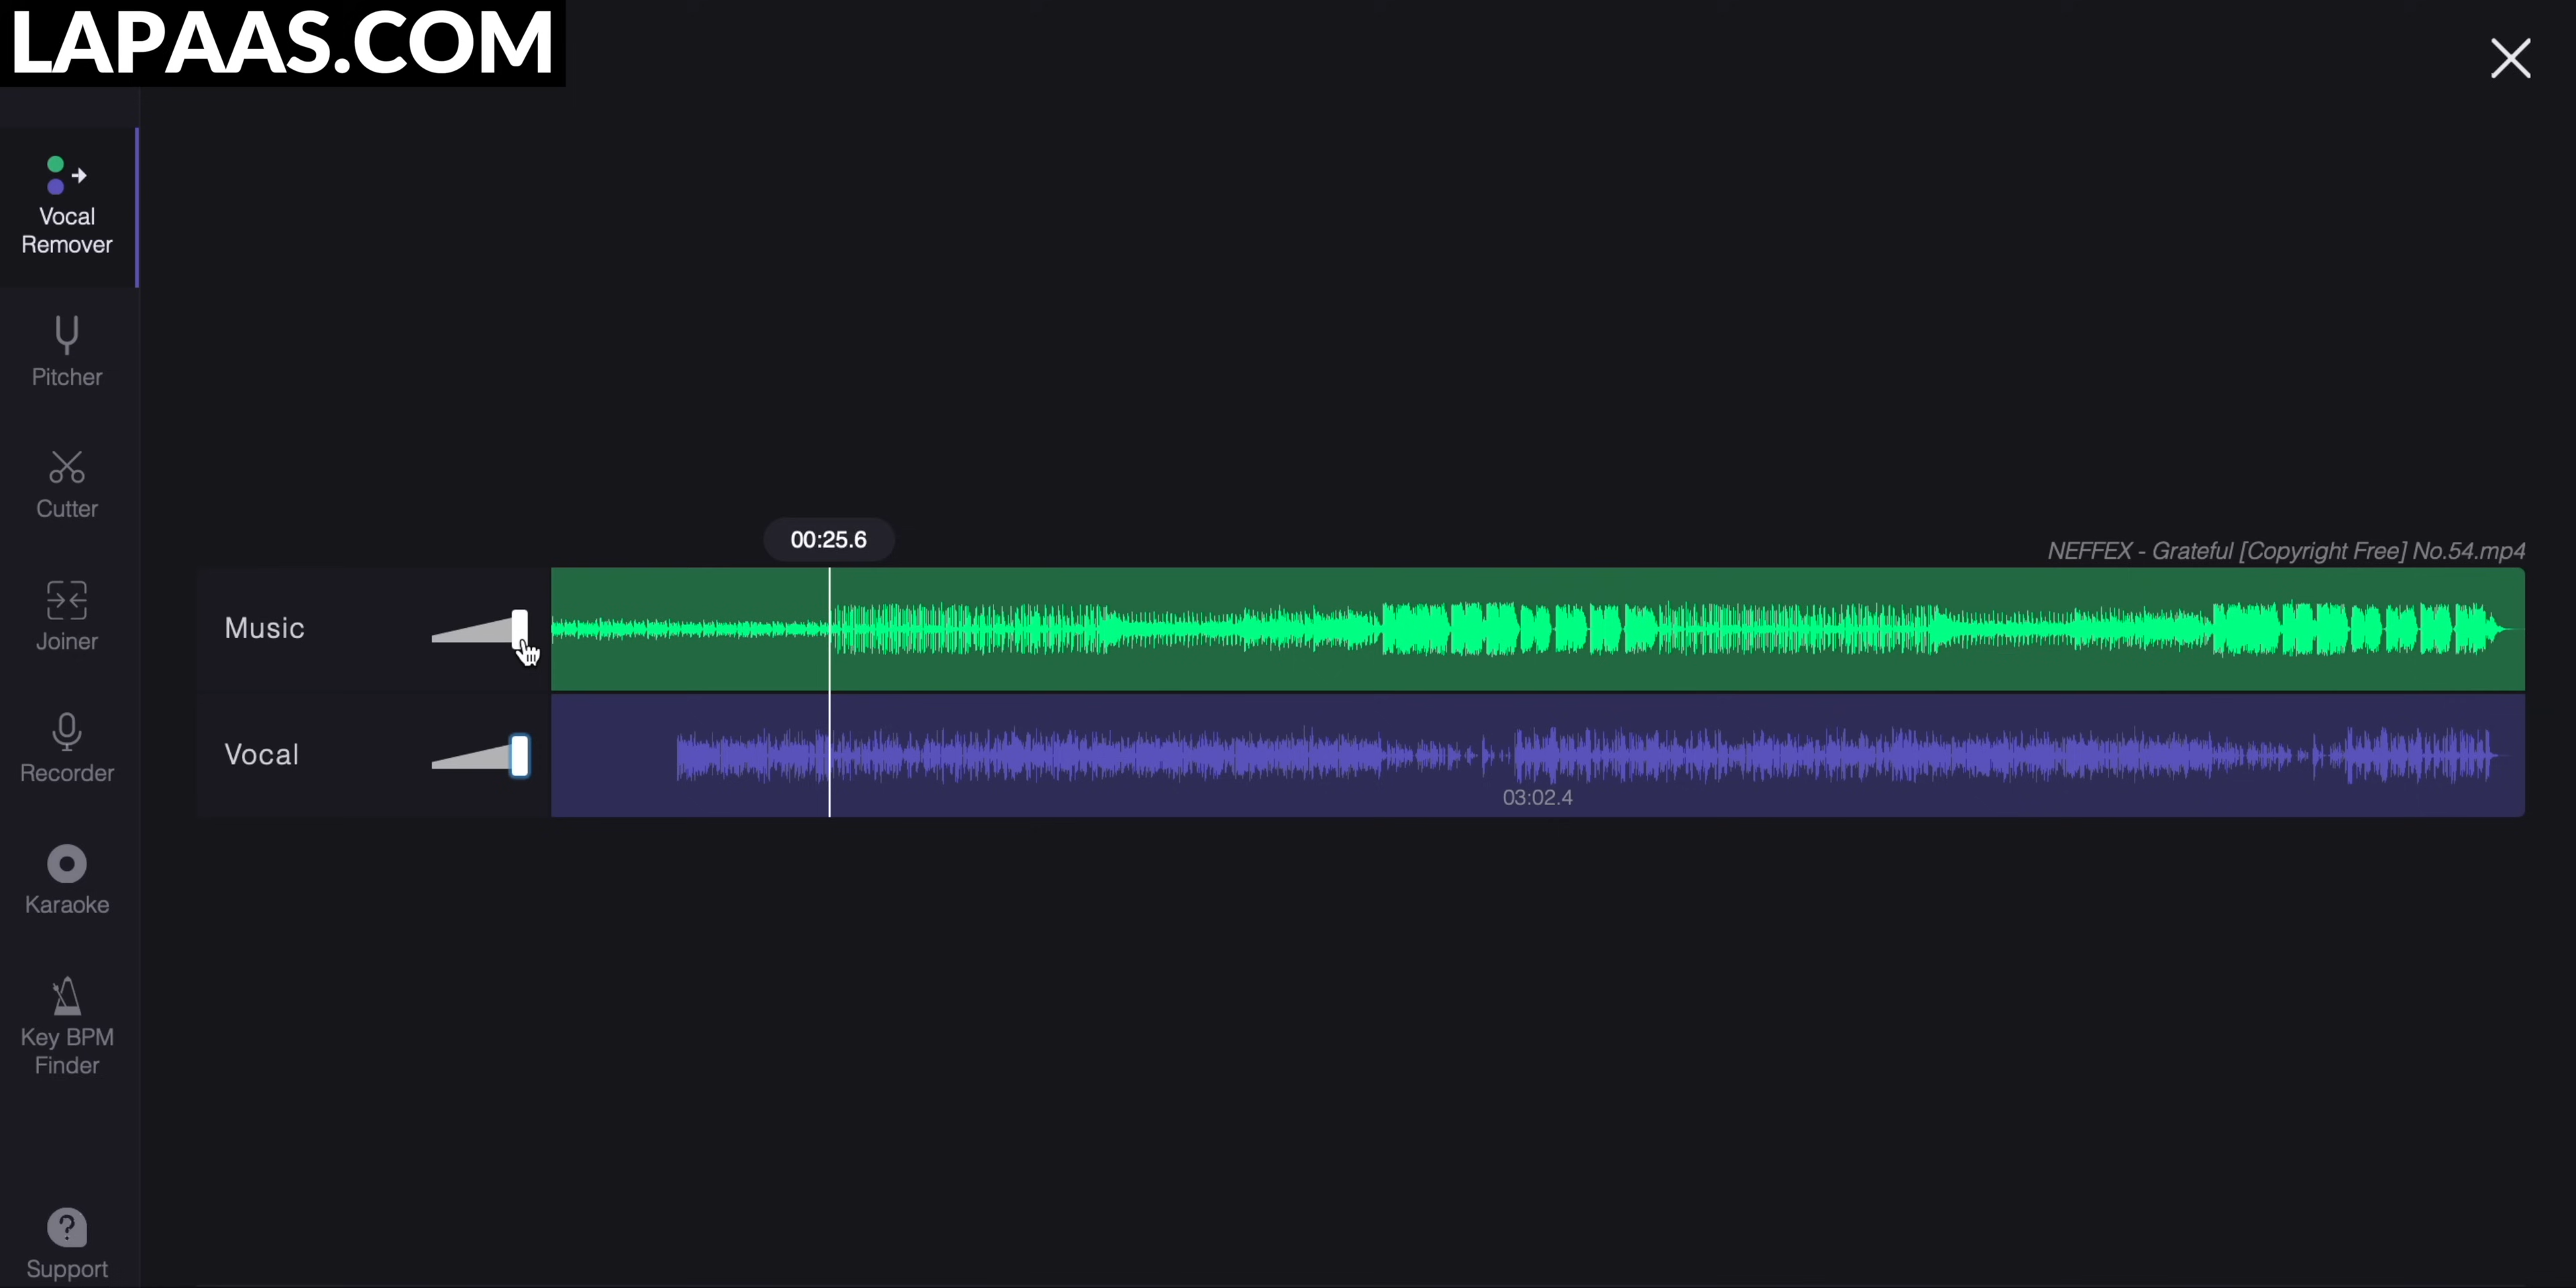 LAPAAS.COM
Vocal
Remover
Pitcher
Cutter
Joiner
Recorder
Karaoke
Key BPM
Finder
Support
00:25.6
NEFFEX - Grateful [Copyright Free] No.54.mp4
Music
Vocal
03:02.4